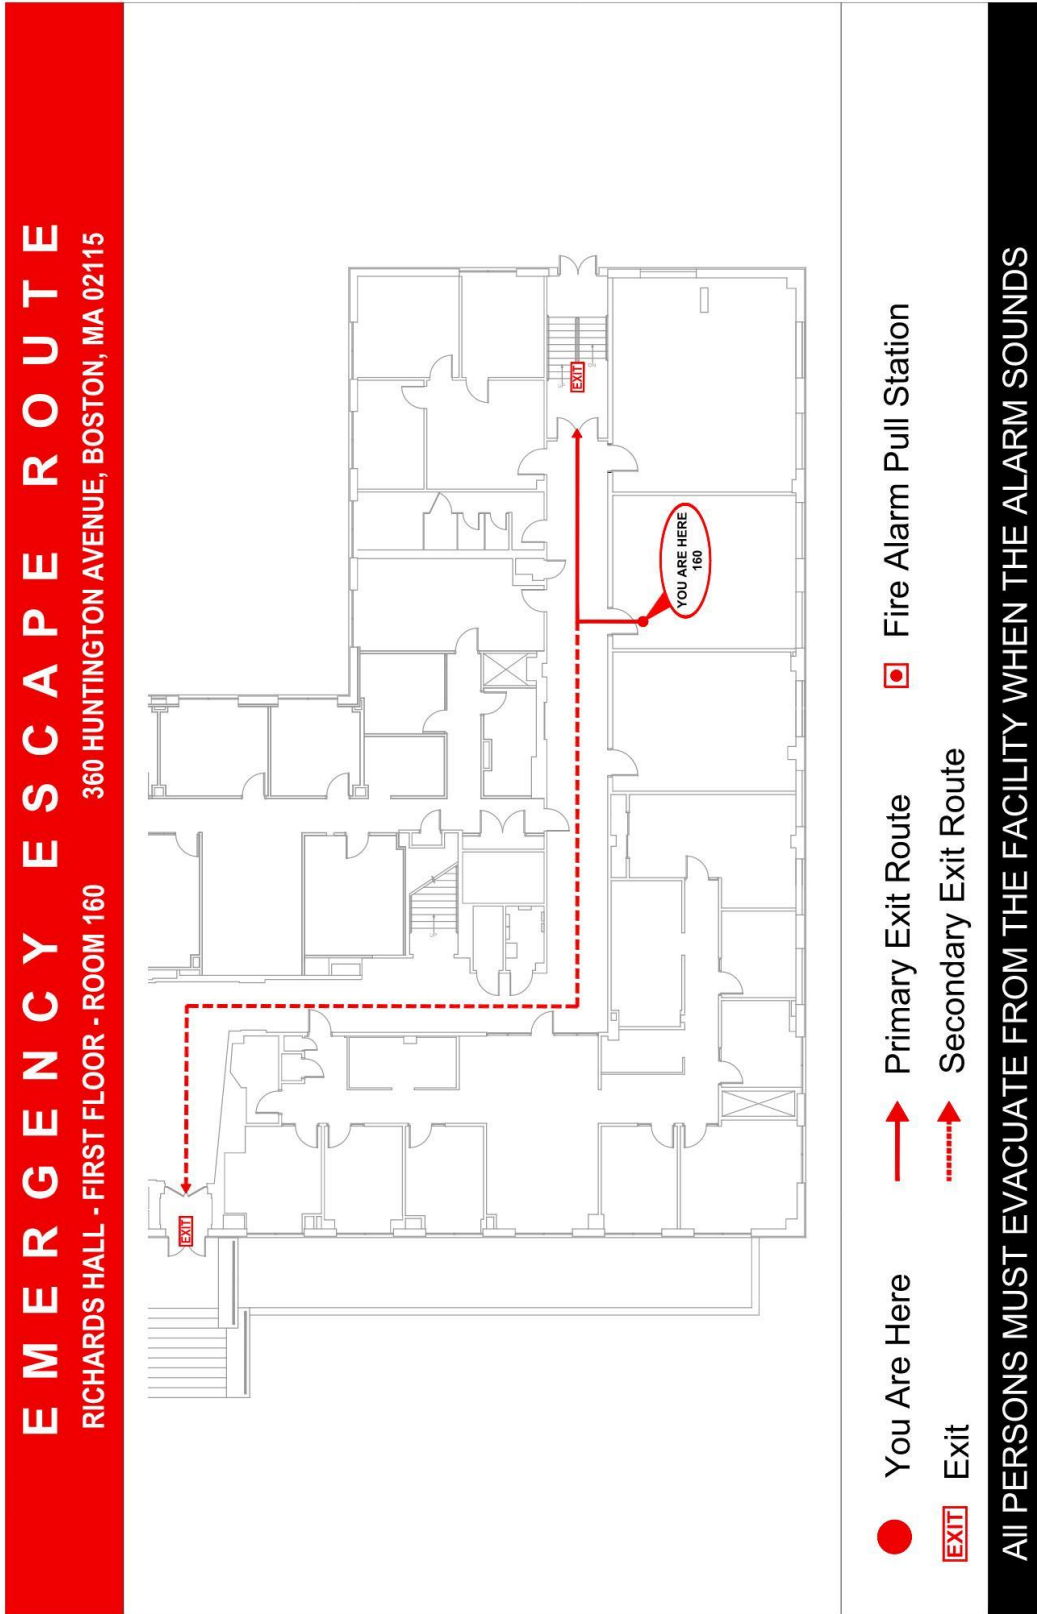 EMERGENCY ESCAPE ROUTE
RICHARDS HALL - FIRST FLOOR - ROOM 160 360 HUNTINGTON AVENUE, BOSTON, MA 02115
EXIT
EXIT
YOU ARE HERE
160
You Are Here
Primary Exit Route
Fire Alarm Pull Station
EXIT Exit
Secondary Exit Route
All PERSONS MUST EVACUATE FROM THE FACILITY WHEN THE ALARM SOUNDS